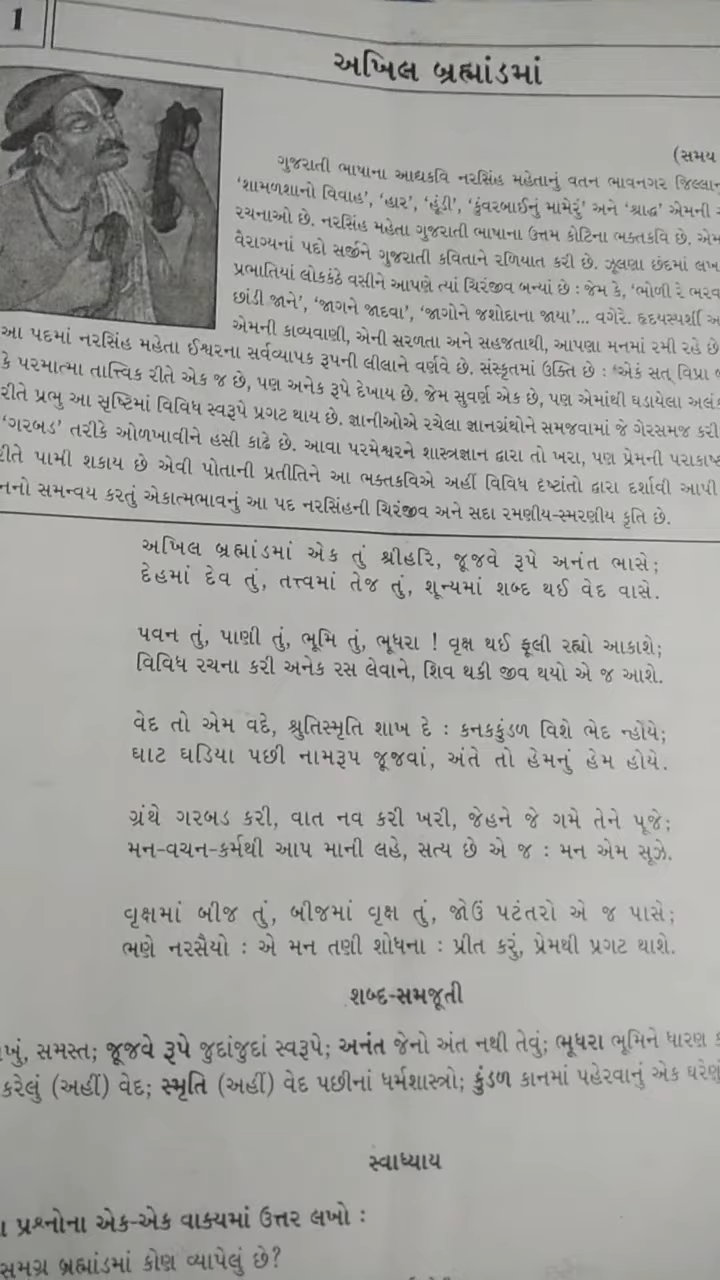 1
અખિલ બ્રહ્માંડમાં
(સમય
ગુજરાતી ભાષાના આદ્યકવિ નરસિંહ મહેતાનું વતન ભાવનગર જિલ્લાન
'શામળશાનો વિવાહ', 'હાર', 'હૂંડી', 'કુંવરબાઈનું મામેરું' અને 'શ્રાદ્ધ' એમની
રચનાઓ છે. નરસિંહ મહેતા ગુજરાતી ભાષાના ઉત્તમ કોટિના ભક્તકવિ છે. એમ
વૈરાગ્યનાં પદો સર્જીને ગુજરાતી કવિતાને રળિયાત કરી છે. ઝૂલણા છંદમાં લખ
પ્રભાતિયાં લોકકંઠે વસીને આપણે ત્યાં ચિરંજીવ બન્યાં છે : જેમ કે, 'ભોળી રે ભરવ
છાંડી જાને', 'જાગને જાદવા', 'જાગોને જશોદાના જાયા'... વગેરે. હૃદયસ્પર્શી અ
એમની કાવ્યવાણી, એની સરળતા અને સહજતાથી, આપણા મનમાં રમી રહે છે
આ પદમાં નરસિંહ મહેતા ઈશ્વરના સર્વવ્યાપક રૂપની લીલાને વર્ણવે છે. સંસ્કૃતમાં ઉક્તિ છે : 'એકં સત્ વિપ્રા
કે પરમાત્મા તાત્ત્વિક રીતે એક જ છે, પણ અનેક રૂપે દેખાય છે. જેમ સુવર્ણ એક છે, પણ એમાંથી ઘડાયેલા અલં
રીતે પ્રભુ આ સૃષ્ટિમાં વિવિધ સ્વરૂપે પ્રગટ થાય છે. જ્ઞાનીઓએ રચેલા જ્ઞાનગ્રંથોને સમજવામાં જે ગેરસમજ કરી
'ગરબડ' તરીકે ઓળખાવીને હસી કાઢે છે. આવા પરમેશ્વરને શાસ્ત્રજ્ઞાન દ્વારા તો ખરા, પણ પ્રેમની પરાકાષ્
રીતે પામી શકાય છે એવી પોતાની પ્રતીતિને આ ભક્તકવિએ અહીં વિવિધ દૃષ્ટાંતો દ્વારા દર્શાવી આપી
નનો સમન્વય કરતું એકાત્મભાવનું આ પદ નરસિંહની ચિરંજીવ અને સદા રમણીય-સ્મરણીય કૃતિ છે.
અખિલ બ્રહ્માંડમાં એક તું શ્રીહરિ, જૂજવે રૂપે અનંત ભાસે;
દેહમાં દેવ તું, તત્ત્વમાં તેજ તું, શૂન્યમાં શબ્દ થઈ વેદ વાસે.
પવન તું, પાણી તું, ભૂમિ તું, ભૂધરા ! વૃક્ષ થઈ ફૂલી રહ્યો આકાશે;
વિવિધ રચના કરી અનેક રસ લેવાને, શિવ થકી જીવ થયો એ જ આશે.
વેદ તો એમ વદે, શ્રુતિસ્મૃતિ શાખ દે : કનકકુંડળ વિશે ભેદ ન્હોયે;
ઘાટ ઘડિયા પછી નામરૂપ જૂજવાં, અંતે તો હેમનું હેમ હોયે.
ગ્રંથે ગરબડ કરી, વાત નવ કરી ખરી, જેહને જે ગમે તેને પૂજે;
મન-વચન-કર્મથી આપ માની લહે, સત્ય છે એ જ : મન એમ સૂઝે.
વૃક્ષમાં બીજ તું, બીજમાં વૃક્ષ તું, જોઉં પટંતરો એ જ પાસે;
ભણે નરસૈયો : એ મન તણી શોધના : પ્રીત કરું, પ્રેમથી પ્રગટ થાશે.
શબ્દ-સમજૂતી
ખું, સમસ્ત; જૂજવે રૂપે જુદાંજુદાં સ્વરૂપે; અનંત જેનો અંત નથી તેવું; ભૂધરા ભૂમિને ધારણ
કરેલું (અહીં) વેદ; સ્મૃતિ (અહીં) વેદ પછીનાં ધર્મશાસ્ત્રો; કુંડળ કાનમાં પહેરવાનું એક ઘરેણું
સ્વાધ્યાય
પ્રશ્નોના એક-એક વાક્યમાં ઉત્તર લખો :
સમગ્ર બ્રહ્માંડમાં કોણ વ્યાપેલું છે?